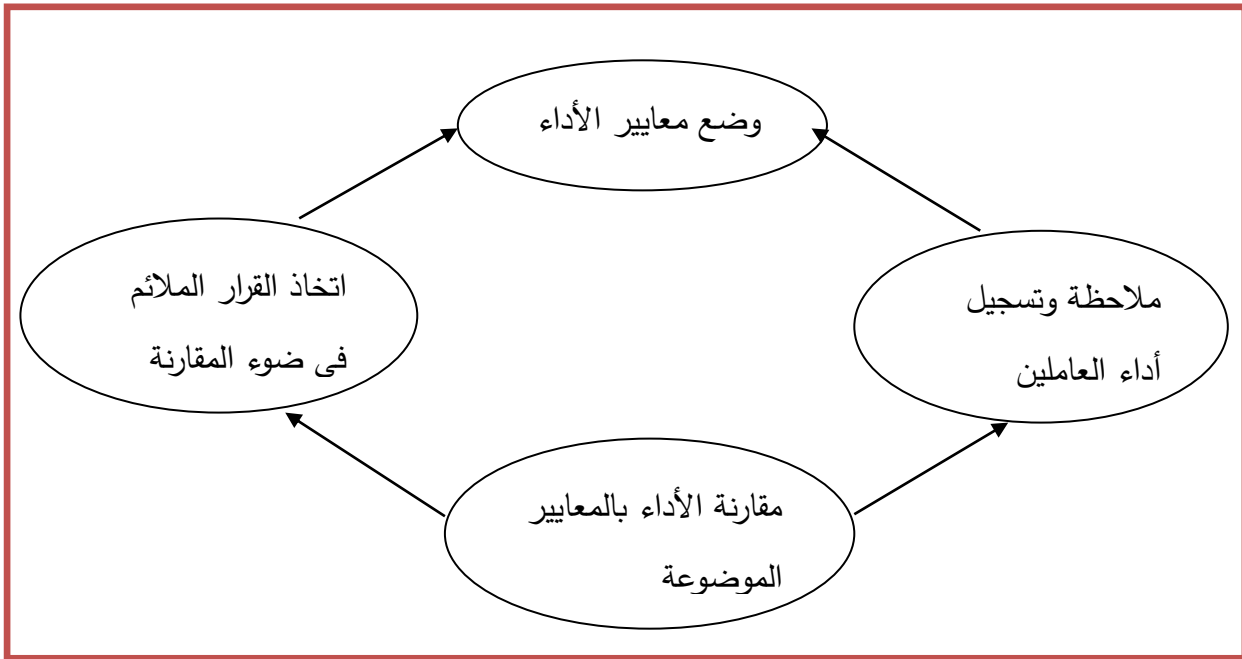 وضع معايير الأداء
ملاحظة وتسجيل
أداء العاملين
اتخاذ القرار الملائم
فى ضوء المقارنة
مقارنة الأداء بالمعايير
الموضوعة